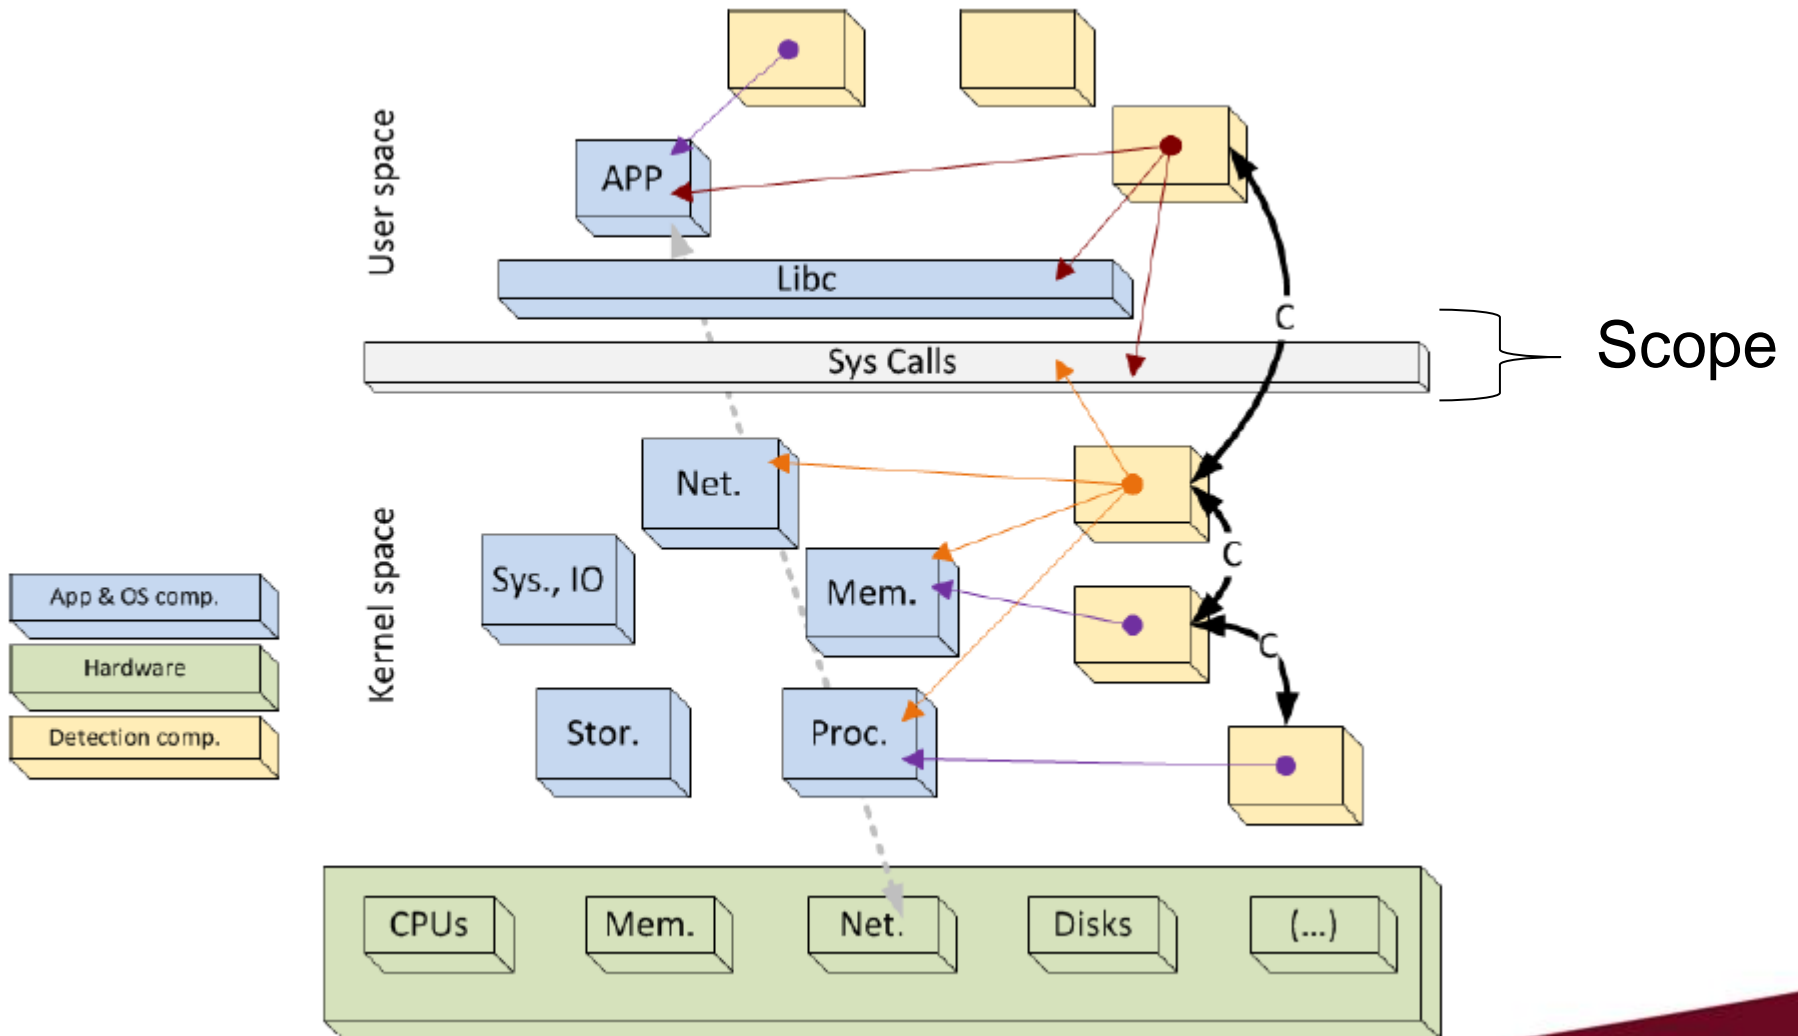 User space
APP
Libc
C
Sys Calls
Scope
Kernel space
Net.
C
Sys., IO
Mem.
C
Stor.
Proc.
App & OS comp.
Hardware
Detection comp.
CPUs
Mem.
Net.
Disks
(...)